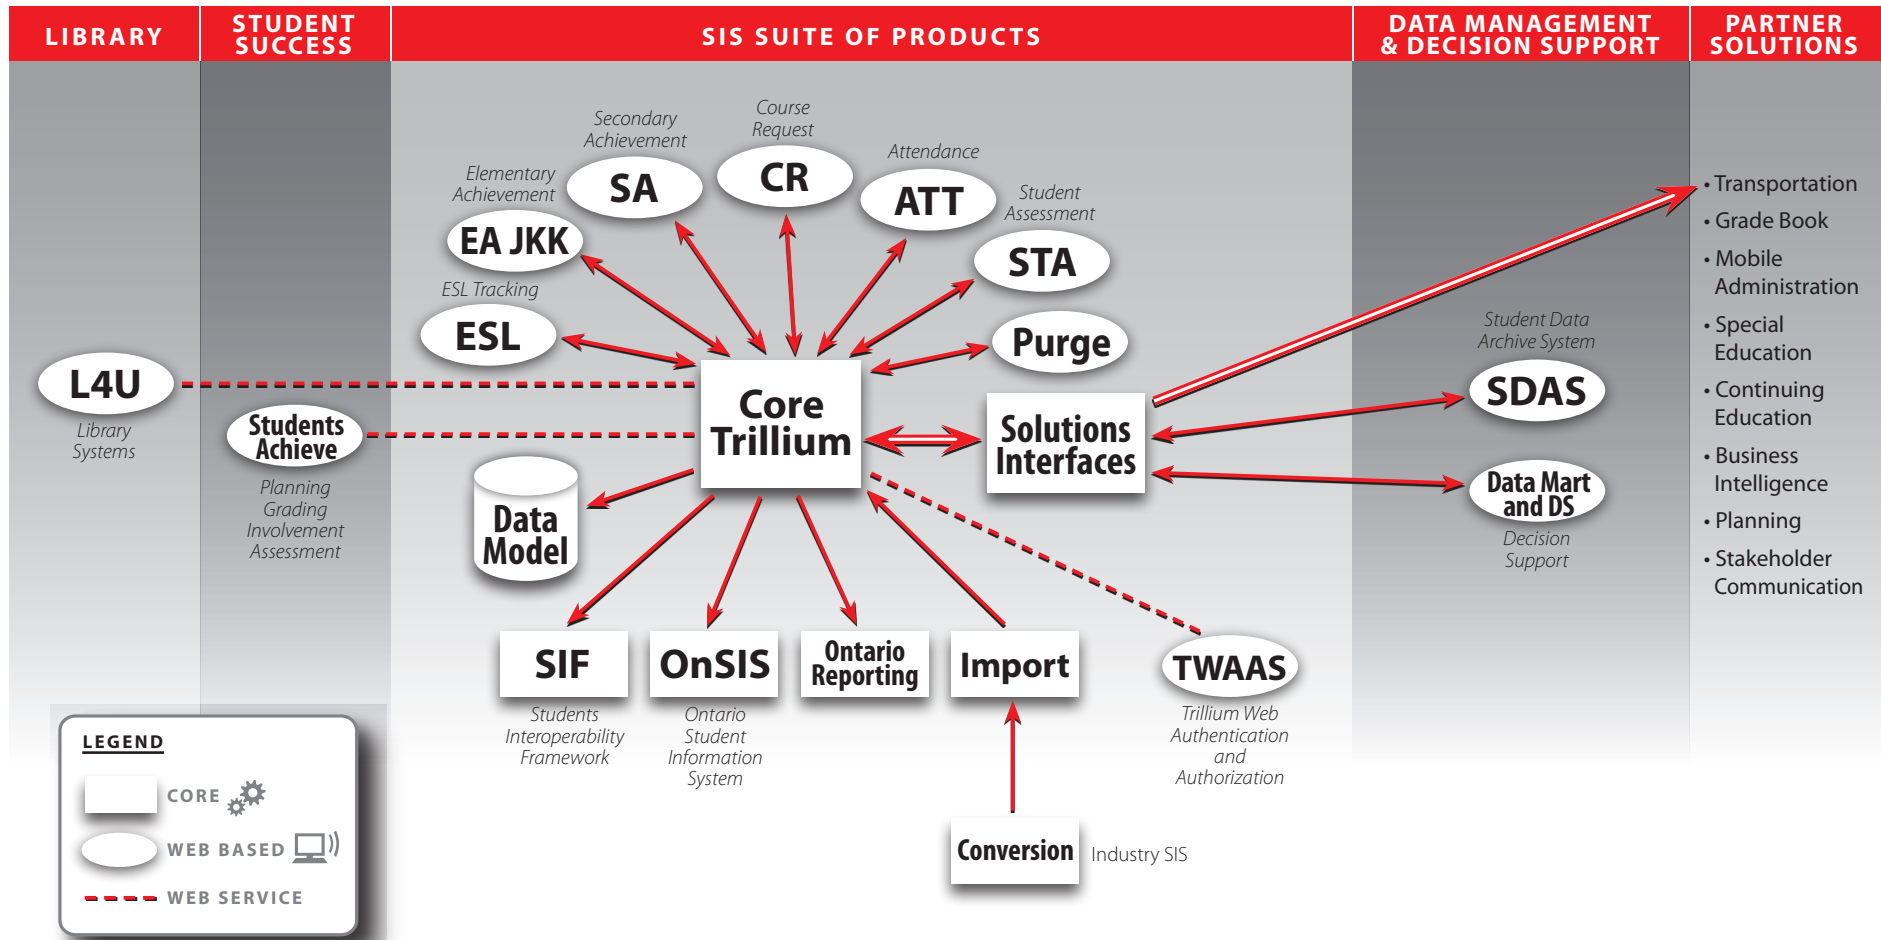 LIBRARY
STUDENT
SUCCESS
SIS SUITE OF PRODUCTS
DATA MANAGEMENT
& DECISION SUPPORT
PARTNER
SOLUTIONS
L4U
Library
Systems
Students
Achieve
Planning
Grading
Involvement
Assessment
ESL Tracking
ESL
Elementary
Achievement
EA JKK
Secondary
Achievement
SA
Course
Request
CR
Attendance
ATT
Student
Assessment
STA
Purge
Core
Trillium
Solutions
Interfaces
Data
Model
SIF
Students
Interoperability
Framework
OnSIS
Ontario
Student
Information
System
Ontario
Reporting
Import
TWAAS
Trillium Web
Authentication
and
Authorization
Conversion
Industry SIS
Student Data
Archive System
SDAS
Data Mart
and DS
Decision
Support
• Transportation
• Grade Book
• Mobile
Administration
• Special
Education
• Continuing
Education
• Business
Intelligence
• Planning
• Stakeholder
Communication
LEGEND
CORE
WEB BASED
WEB SERVICE